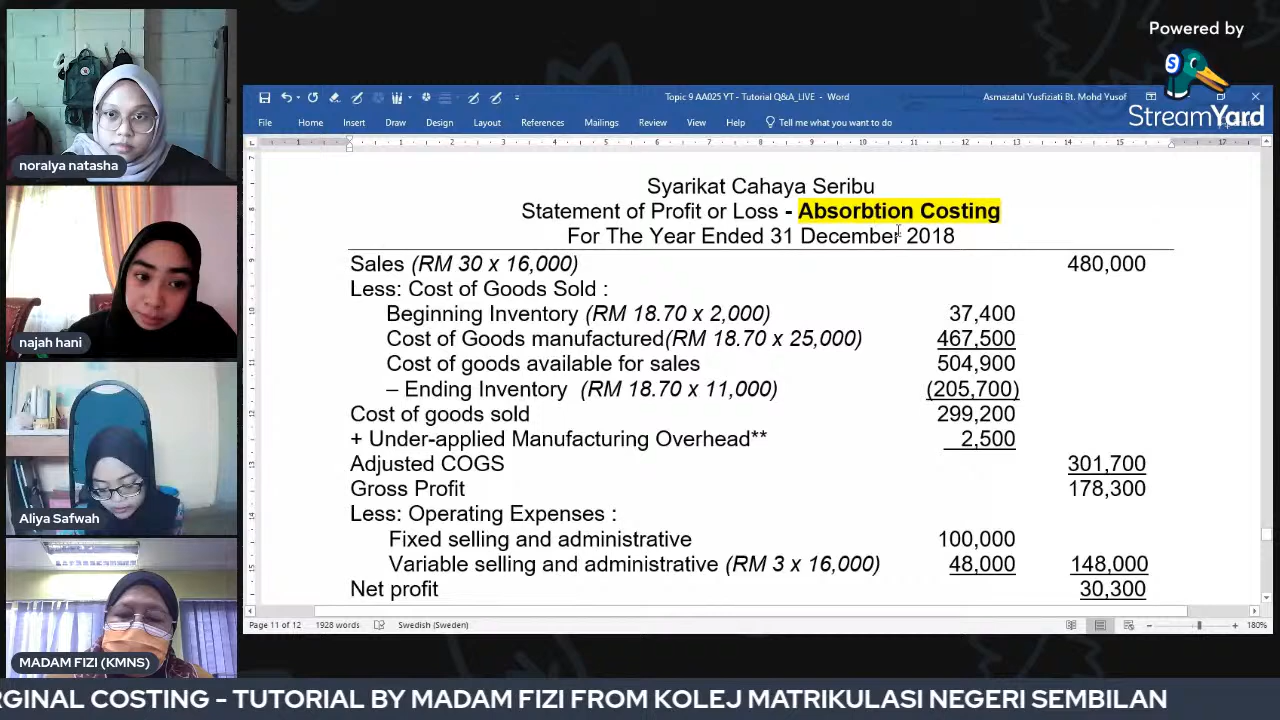 Powered by
StreamYard
noralya natasha
najah hani
Aliya Safwah
MADAM FIZI (KMNS)
Topic 9 AA025 YT - Tutorial Q&A_LIVE - Word
Asmazatul Yusfiziati Bt. Mohd Yusof
File Home Insert Draw Design Layout References Mailings Review View Help Tell me what you want to do
Syarikat Cahaya Seribu
Statement of Profit or Loss - Absorbtion Costing
For The Year Ended 31 December 2018
Sales (RM 30 x 16,000) 480,000
Less: Cost of Goods Sold :
Beginning Inventory (RM 18.70 x 2,000) 37,400
Cost of Goods manufactured(RM 18.70 x 25,000) 467,500
Cost of goods available for sales 504,900
– Ending Inventory (RM 18.70 x 11,000) (205,700)
Cost of goods sold 299,200
+ Under-applied Manufacturing Overhead** 2,500
Adjusted COGS 301,700
Gross Profit 178,300
Less: Operating Expenses :
Fixed selling and administrative 100,000
Variable selling and administrative (RM 3 x 16,000) 48,000 148,000
Net profit 30,300
Page 11 of 12 1928 words Swedish (Sweden) 180%
RGINAL COSTING - TUTORIAL BY MADAM FIZI FROM KOLEJ MATRIKULASI NEGERI SEMBILAN